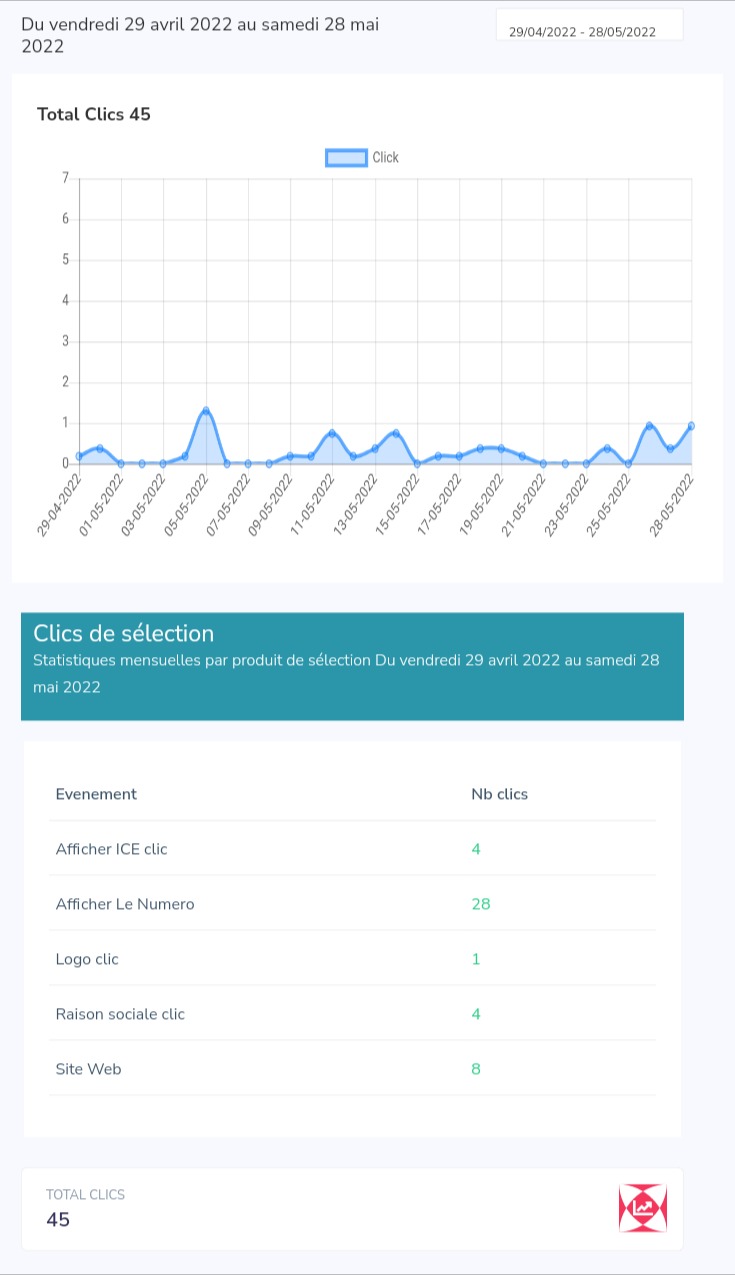 Du vendredi 29 avril 2022 au samedi 28 mai
2022
29/04/2022 - 28/05/2022
Total Clics 45
Click
7
6
5
4
3
2
1
0
29-04-2022
01-05-2022
03-05-2022
05-05-2022
07-05-2022
09-05-2022
11-05-2022
13-05-2022
15-05-2022
17-05-2022
19-05-2022
21-05-2022
23-05-2022
25-05-2022
28-05-2022
Clics de sélection
Statistiques mensuelles par produit de sélection Du vendredi 29 avril 2022 au samedi 28
mai 2022
Evenement Nb clics
Afficher ICE clic 4
Afficher Le Numero 28
Logo clic 1
Raison sociale clic 4
Site Web 8
TOTAL CLICS
45